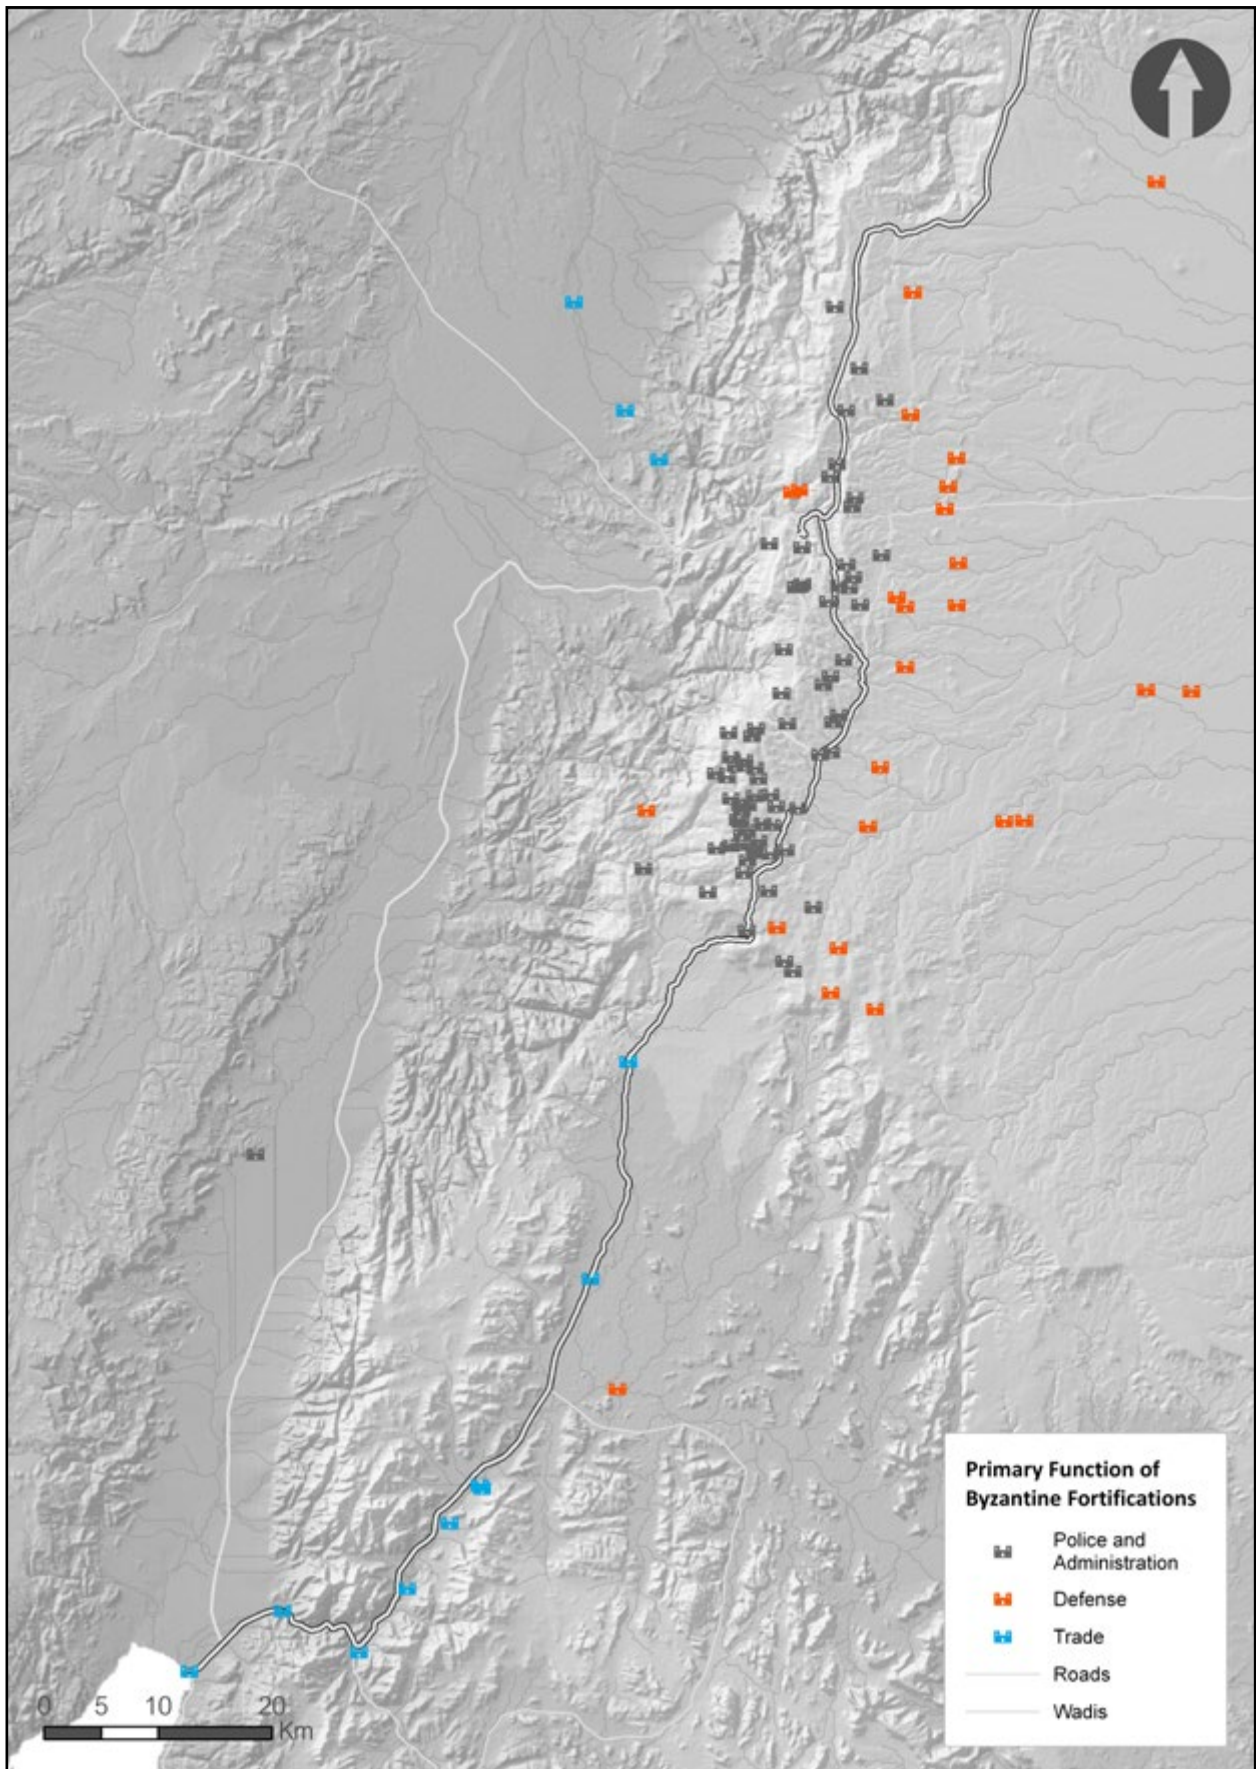 Primary Function of
Byzantine Fortifications
Police and
Administration
Defense
Trade
Roads
Wadis
0 5 10 20
Km